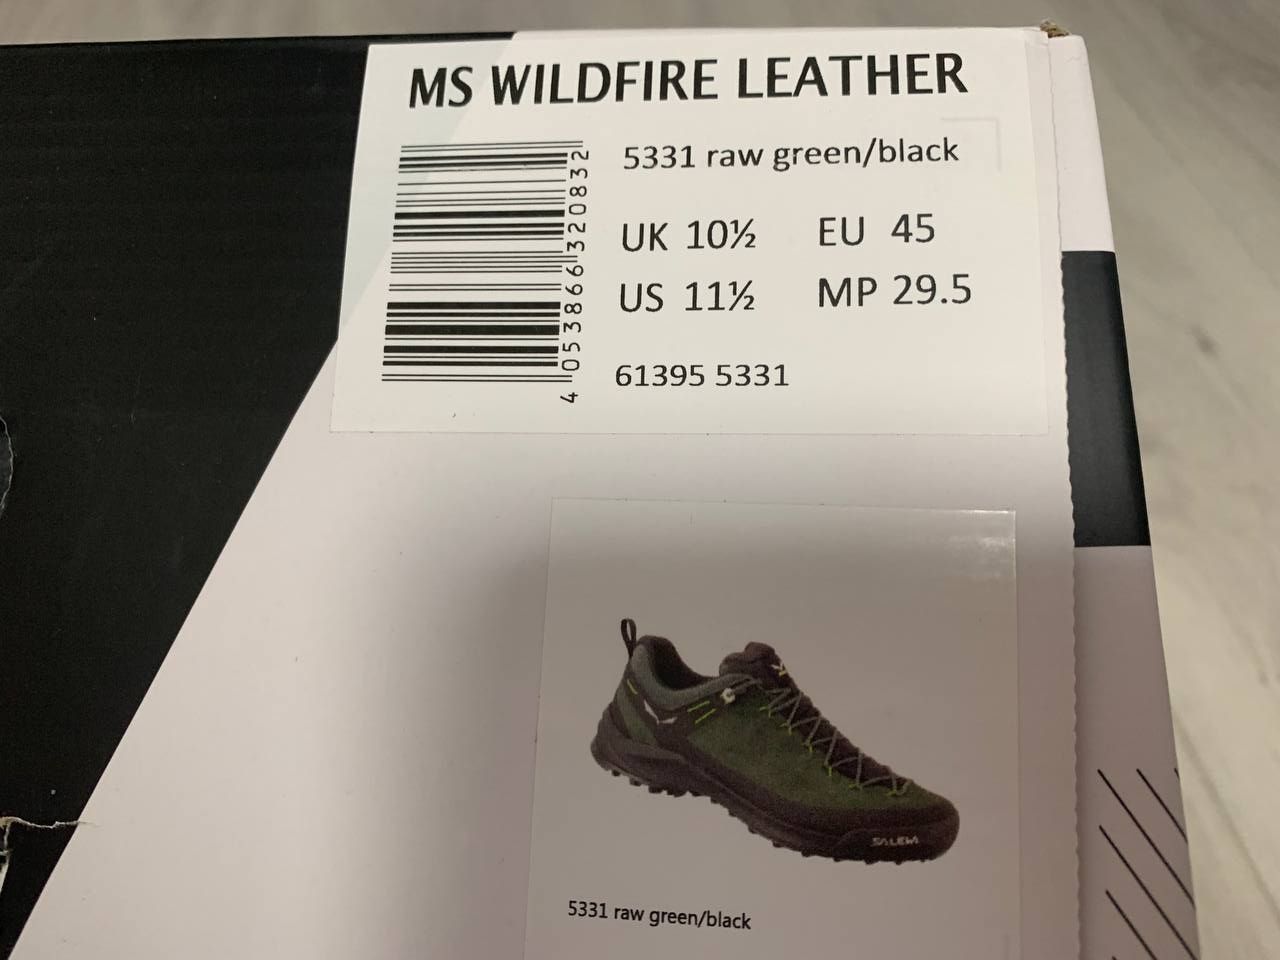 MS WILDFIRE LEATHER
5331 raw green/black
UK 10½ EU 45
US 11½ MP 29.5
61395 5331
4 053866 320832
SALEWA
5331 raw green/black